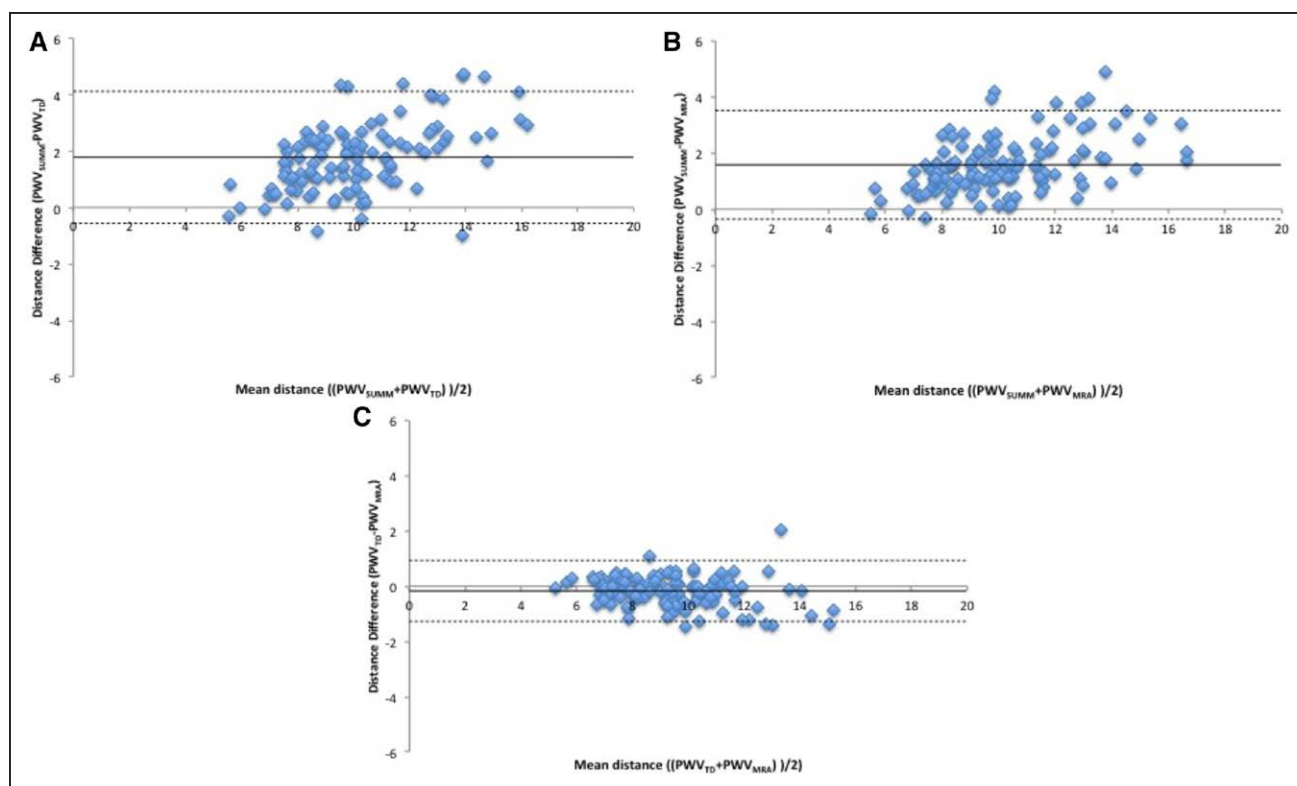 A
6
4
2
0
-2
-4
-6
0 2 4 6 8 10 12 14 16 18 20
Distance Difference (PWVSUMM-PWVTD)
Mean distance ((PWVSUMM+PWVTD) )/2)
B
6
4
2
0
-2
-4
-6
0 2 4 6 8 10 12 14 16 18 20
Distance Difference (PWVSUMM-PWVMRA)
Mean distance ((PWVSUMM+PWVMRA) )/2)
C
6
4
2
0
-2
-4
-6
0 2 4 6 8 10 12 14 16 18 20
Distance Difference (PWVTD-PWVMRA)
Mean distance ((PWVTD+PWVMRA) )/2)